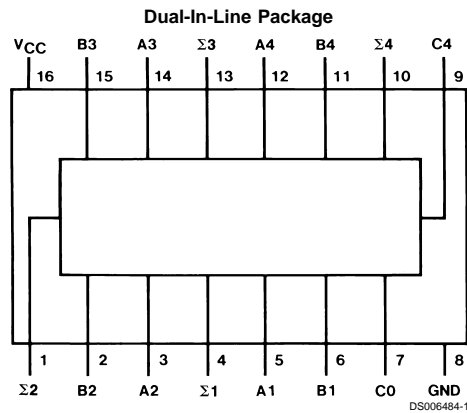 Dual-In-Line Package
VCC B3 A3 Σ3 A4 B4 Σ4 C4
16 15 14 13 12 11 10 9
1 2 3 4 5 6 7 8
Σ2 B2 A2 Σ1 A1 B1 C0 GND
DS006484-1